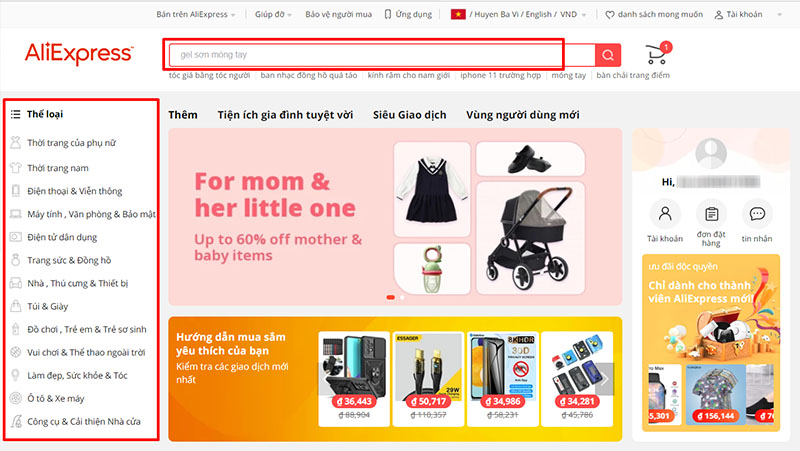 Bán trên AliExpress
Giúp đỡ
Bảo vệ người mua
Ứng dụng
/ Huyen Ba Vi / English / VND
danh sách mong muốn
Tài khoản
AliExpress
gel sơn móng tay
1
tóc giả bằng tóc người
ban nhạc đồng hồ quả táo
kính râm cho nam giới
iphone 11 trường hợp
móng tay
bàn chải trang điểm
Thể loại
Thời trang của phụ nữ
Thời trang nam
Điện thoại & Viễn thông
Máy tính , Văn phòng & Bảo mật
Điện tử dân dụng
Trang sức & Đồng hồ
Nhà , Thú cưng & Thiết bị
Túi & Giày
Đồ chơi , Trẻ em & Trẻ sơ sinh
Vui chơi & Thể thao ngoài trời
Làm đẹp, Sức khỏe & Tóc
Ô tô & Xe máy
Công cụ & Cải thiện Nhà cửa
Thêm
Tiện ích gia đình tuyệt vời
Siêu Giao dịch
Vùng người dùng mới
For mom &
her little one
Up to 60% off mother &
baby items
Hướng dẫn mua sắm
yêu thích của bạn
Kiểm tra các giao dịch mới
nhất
₫ 36,443
₫ 88,904
ESSAGER
29W
₫ 50,717
₫ 110,357
30D
PRIVACY SCREEN
₫ 34,986
₫ 58,231
₫ 34,281
₫ 45,786
Hi,
Tài khoản
đơn đặt
hàng
tin nhắn
ưu đãi độc quyền
Chỉ dành cho thành
viên AliExpress mới!
o Max
5,301
₫ 156,144
₫